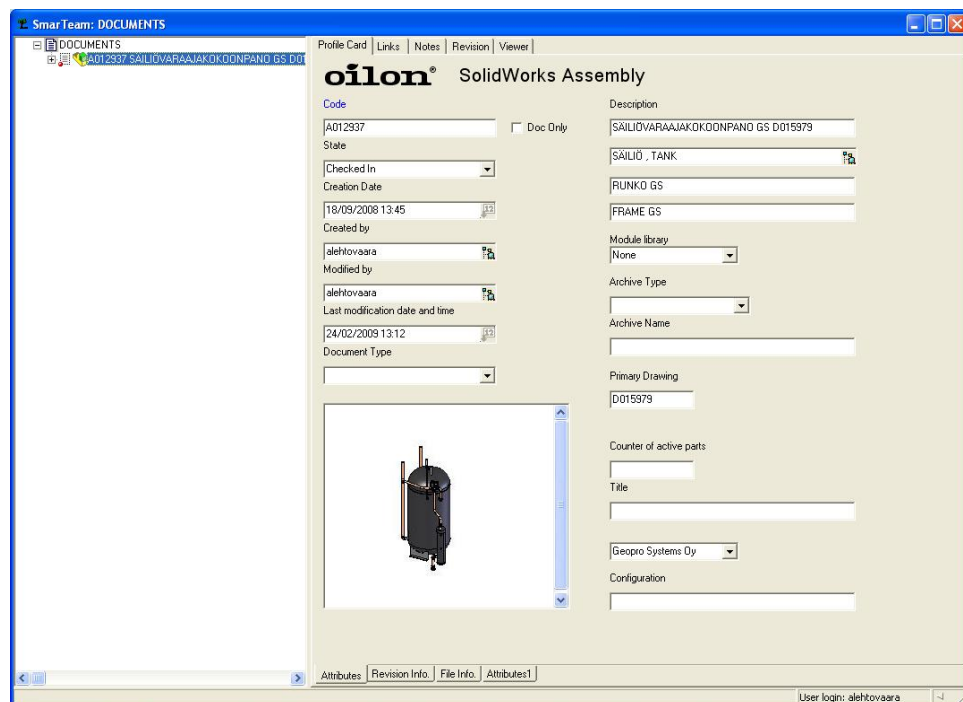 SmarTeam: DOCUMENTS
DOCUMENTS
A012937 SÄILIÖVARAAJAKOKOONPANO GS D01
Profile Card Links Notes Revision Viewer
oilon® SolidWorks Assembly
Code
A012937
Doc Only
State
Checked In
Creation Date
18/09/2008 13:45
Created by
alehtovaara
Modified by
alehtovaara
Last modification date and time
24/02/2009 13:12
Document Type
Description
SÄILIÖVARAAJAKOKOONPANO GS D015979
SÄILIÖ , TANK
RUNKO GS
FRAME GS
Module library
None
Archive Type
Archive Name
Primary Drawing
D015979
Counter of active parts
Title
Geopro Systems Oy
Configuration
Attributes Revision Info. File Info. Attributes1
User login: alehtovaara